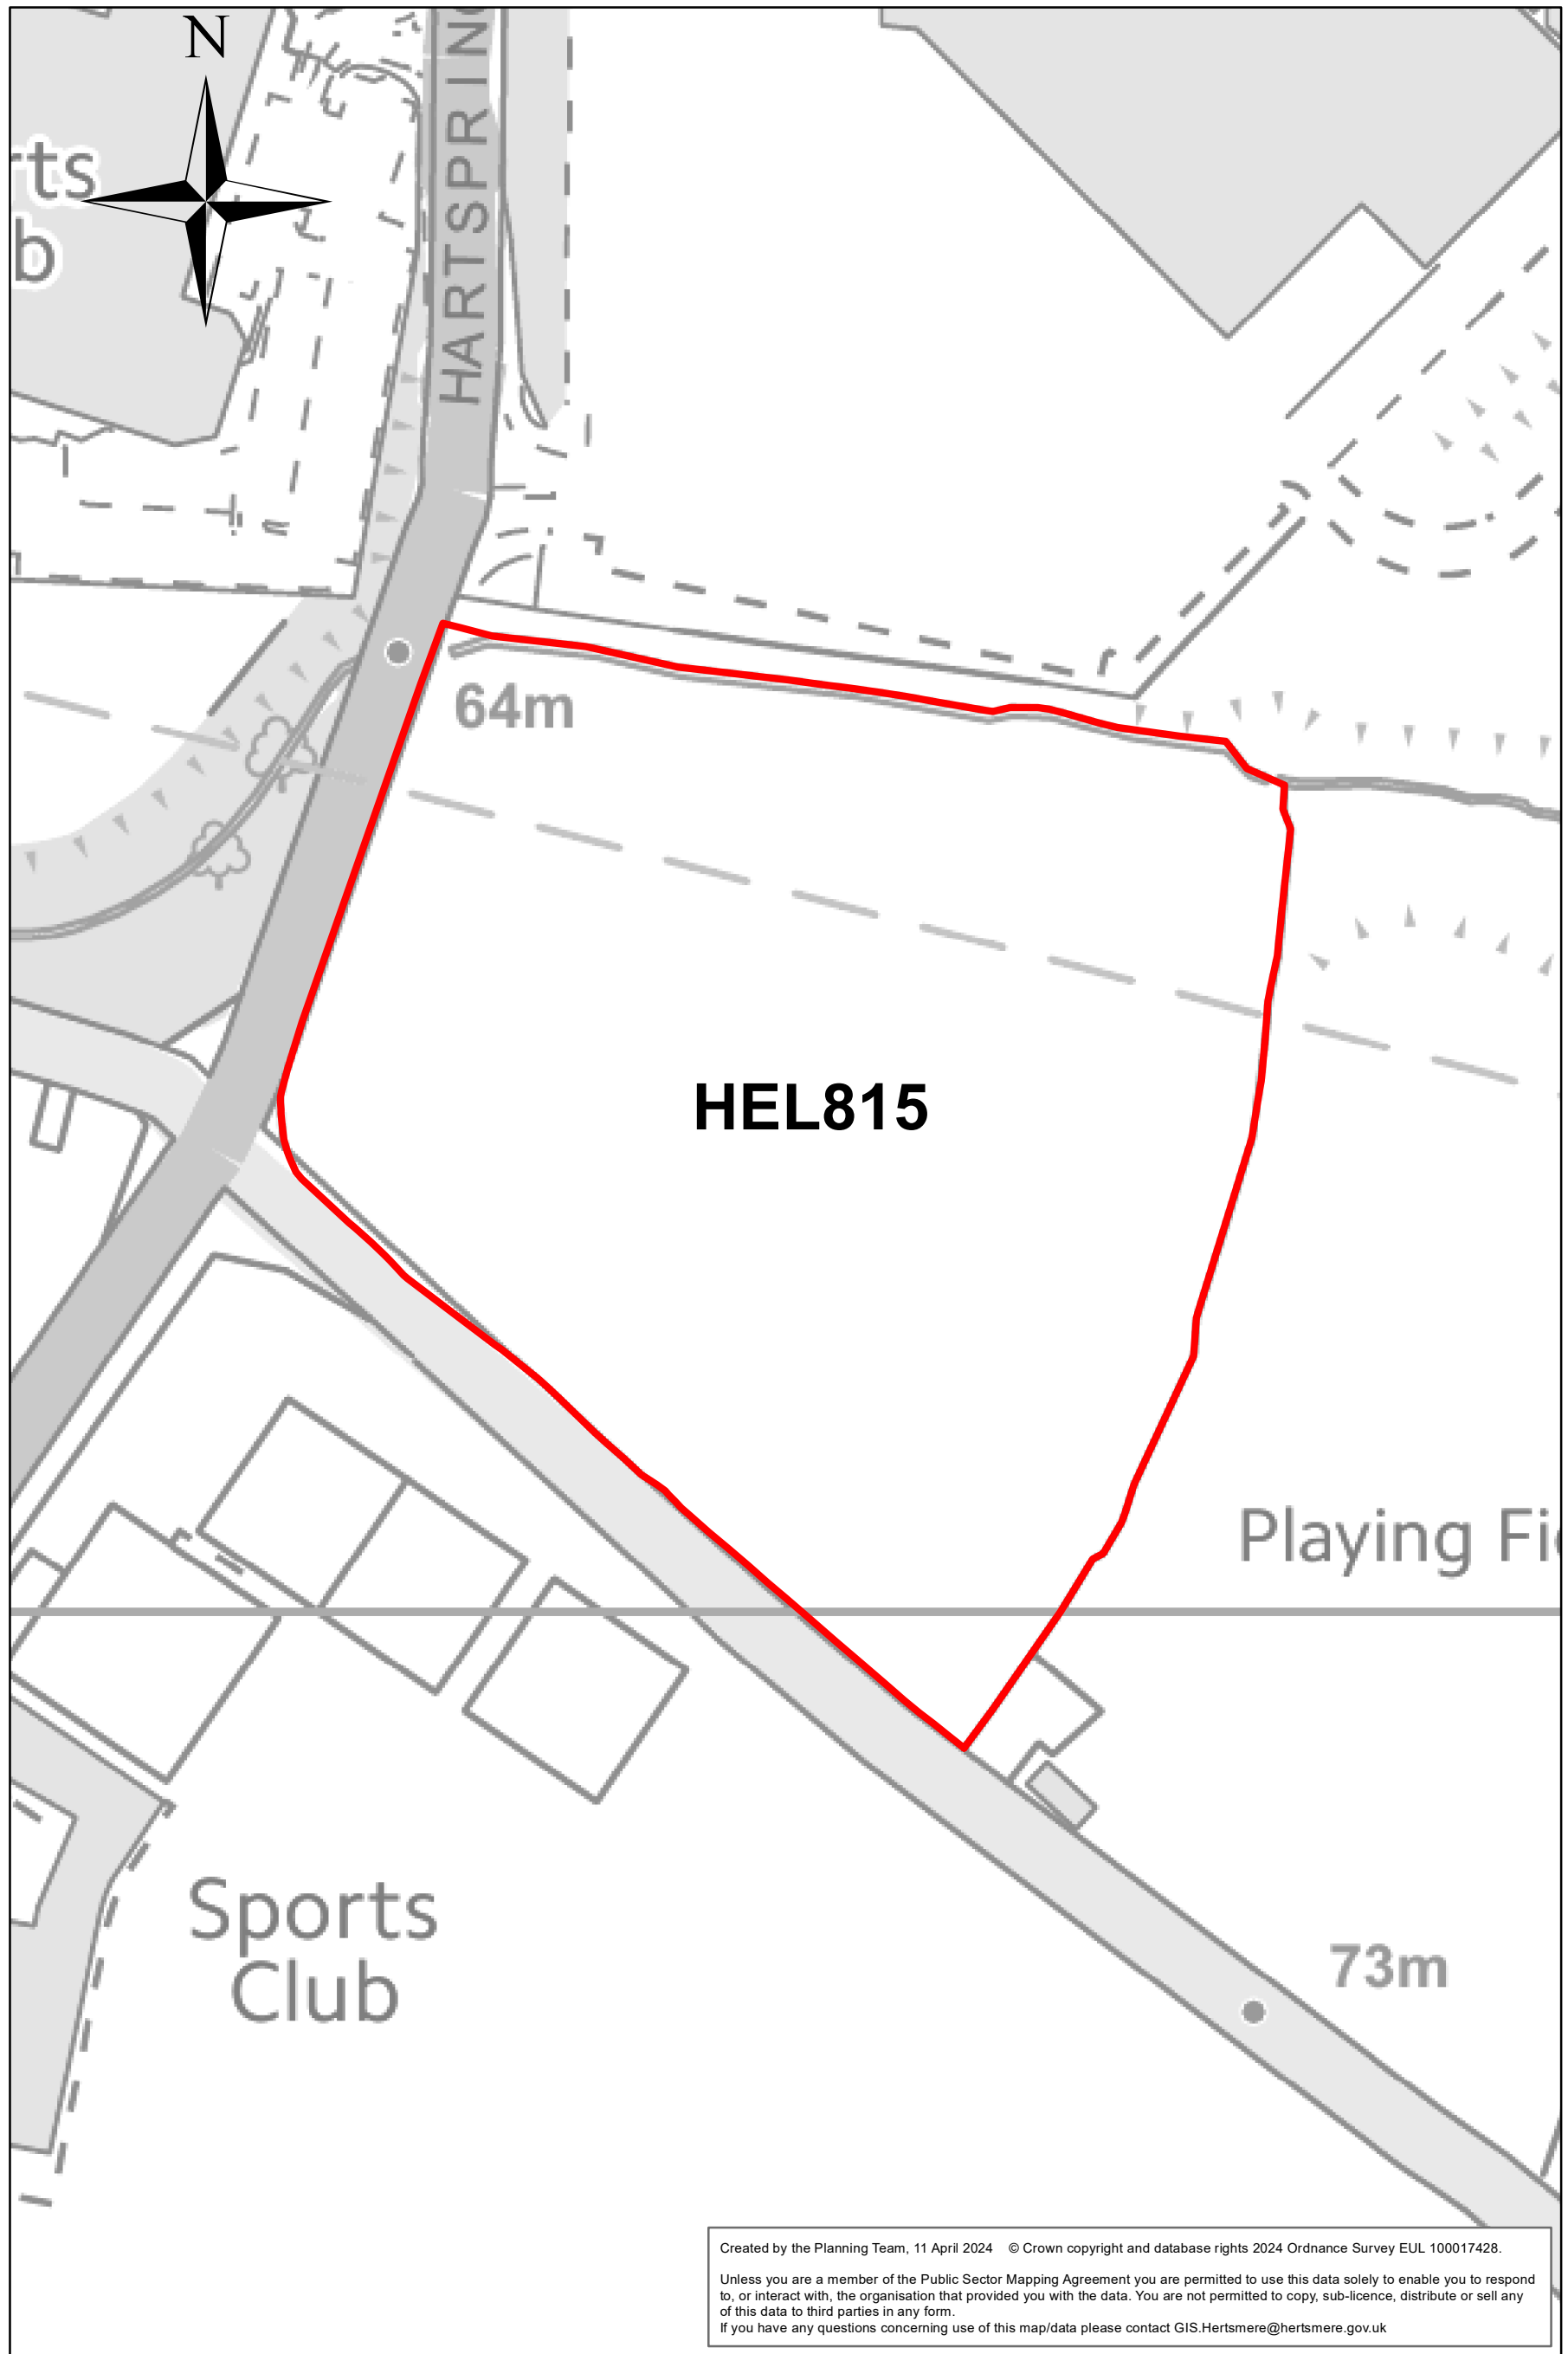 N
HARTSPRING
rts
b
64m
HEL815
Playing Fi
Sports
Club
73m
Created by the Planning Team, 11 April 2024 © Crown copyright and database rights 2024 Ordnance Survey EUL 100017428.
Unless you are a member of the Public Sector Mapping Agreement you are permitted to use this data solely to enable you to respond
to, or interact with, the organisation that provided you with the data. You are not permitted to copy, sub-licence, distribute or sell any
of this data to third parties in any form.
If you have any questions concerning use of this map/data please contact GIS.Hertsmere@hertsmere.gov.uk